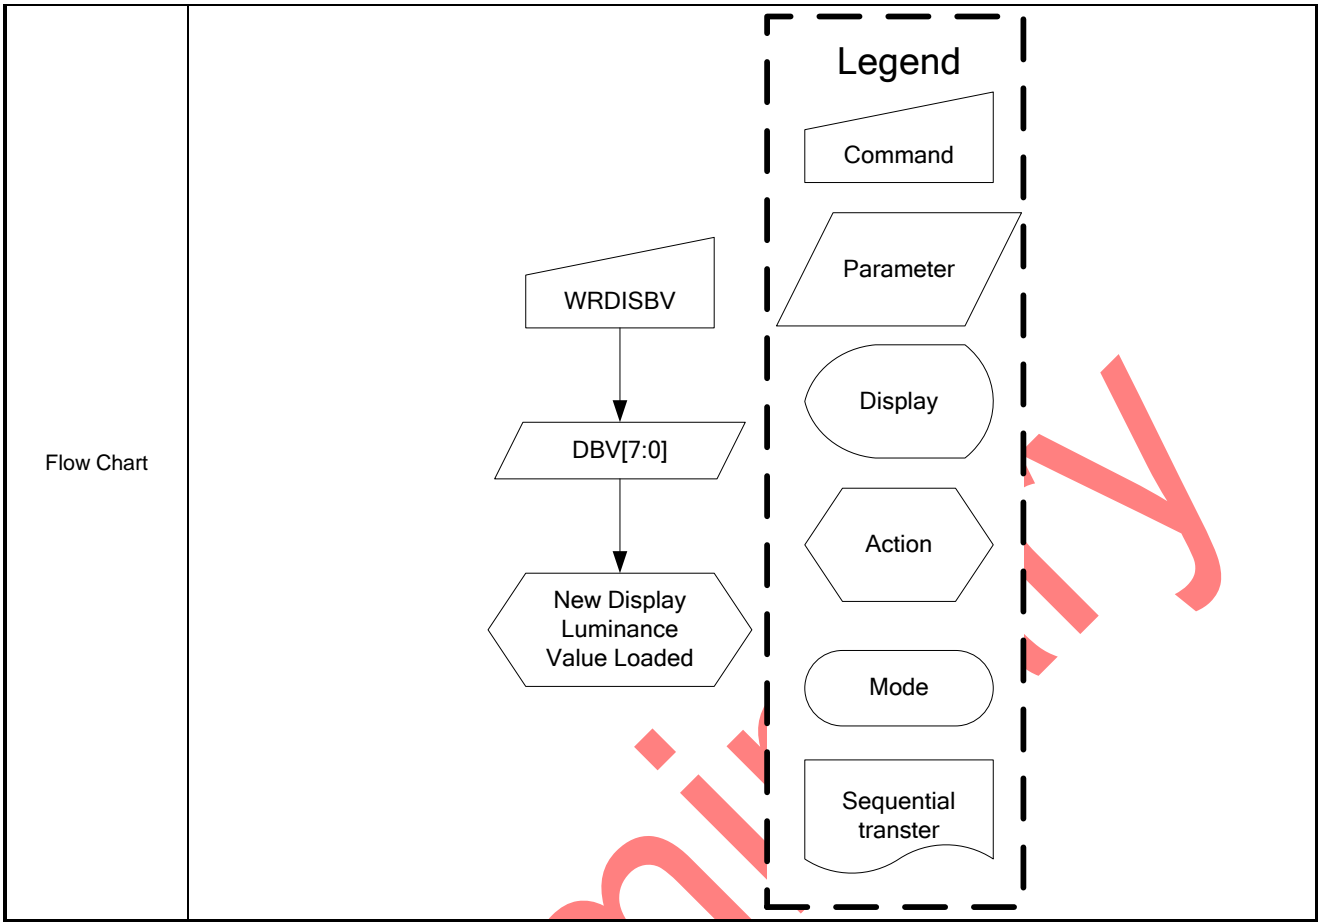 Flow Chart
WRDISBV
DBV[7:0]
New Display
Luminance
Value Loaded
Legend
Command
Parameter
Display
Action
Mode
Sequential
transter